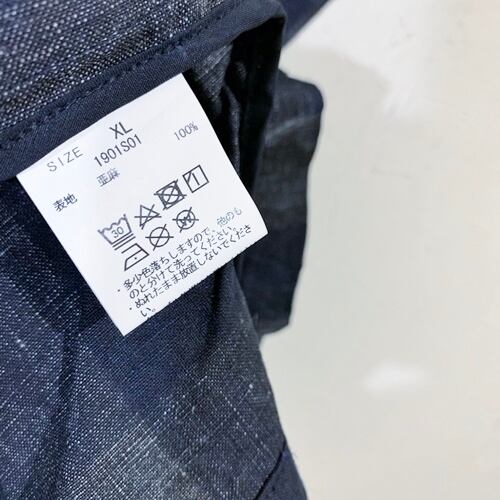 SIZE XL
1901S01
表地 亜麻 100%
30
・多少色落ちしますので、他のも
のと分けて洗ってください。
・ぬれたまま放置しないでくださ
い。